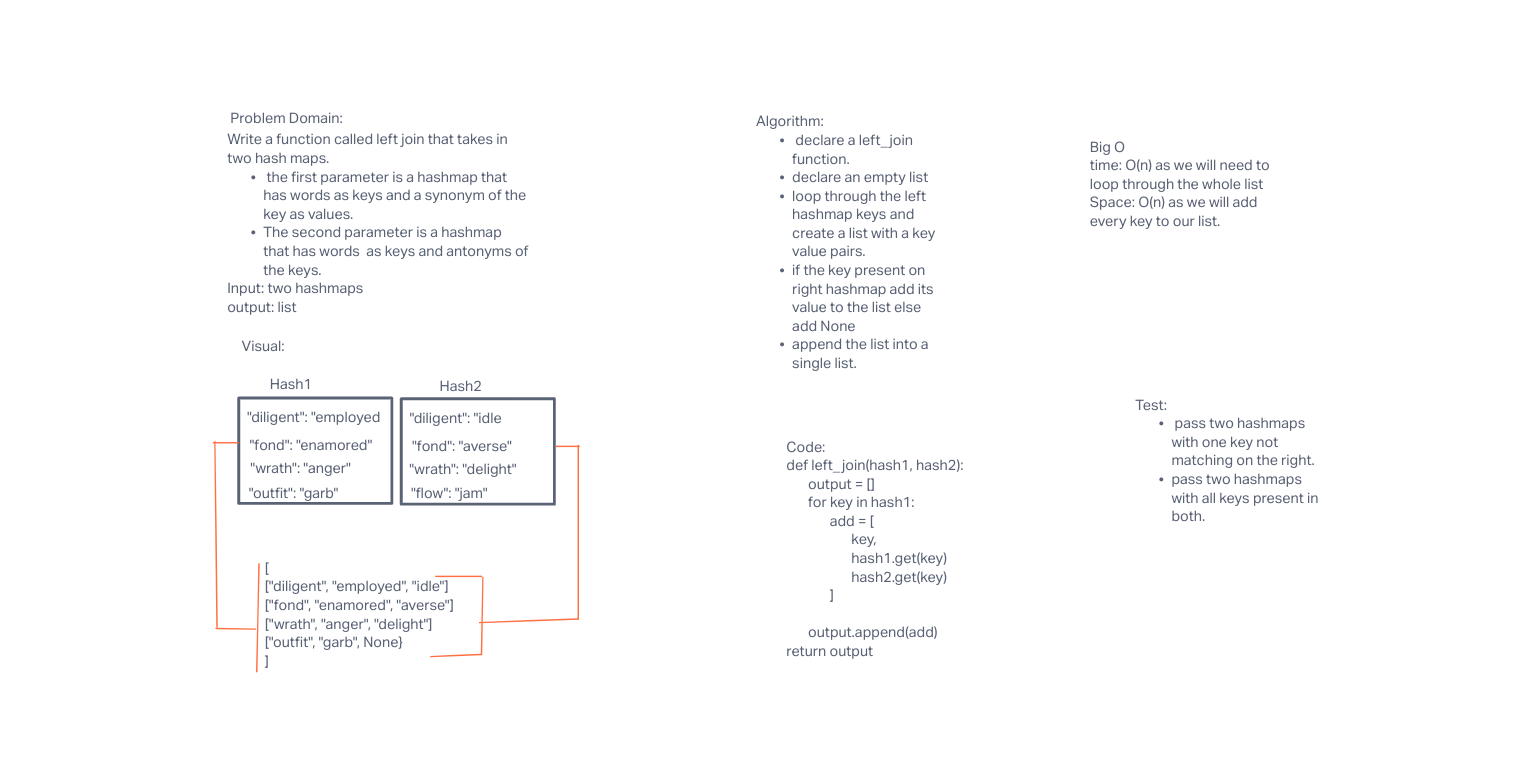 Problem Domain:
Write a function called left join that takes in
two hash maps.
• the first parameter is a hashmap that
has words as keys and a synonym of the
key as values.
• The second parameter is a hashmap
that has words as keys and antonyms of
the keys.
Input: two hashmaps
output: list
Visual:
Hash1
"diligent": "employed
"fond": "enamored"
"wrath": "anger"
"outfit": "garb"
Hash2
"diligent": "idle
"fond": "averse"
"wrath": "delight"
"flow": "jam"
[
["diligent", "employed", "idle"]
["fond", "enamored", "averse"]
["wrath", "anger", "delight"]
["outfit", "garb", None}
]
Algorithm:
• declare a left_join
function.
• declare an empty list
• loop through the left
hashmap keys and
create a list with a key
value pairs.
• if the key present on
right hashmap add its
value to the list else
add None
• append the list into a
single list.
Code:
def left_join(hash1, hash2):
output = []
for key in hash1:
add = [
key,
hash1.get(key)
hash2.get(key)
]
output.append(add)
return output
Big O
time: O(n) as we will need to
loop through the whole list
Space: O(n) as we will add
every key to our list.
Test:
• pass two hashmaps
with one key not
matching on the right.
• pass two hashmaps
with all keys present in
both.